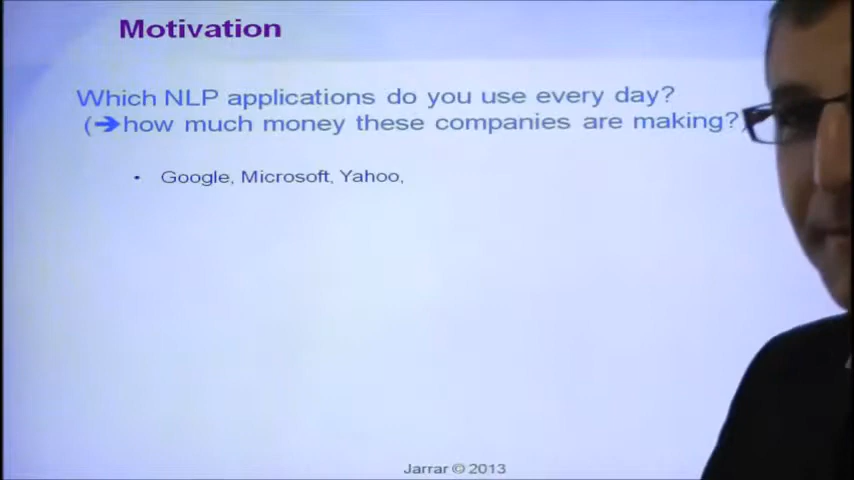 Motivation
Which NLP applications do you use every day?
(➔how much money these companies are making?)
• Google, Microsoft, Yahoo,
Jarrar © 2013